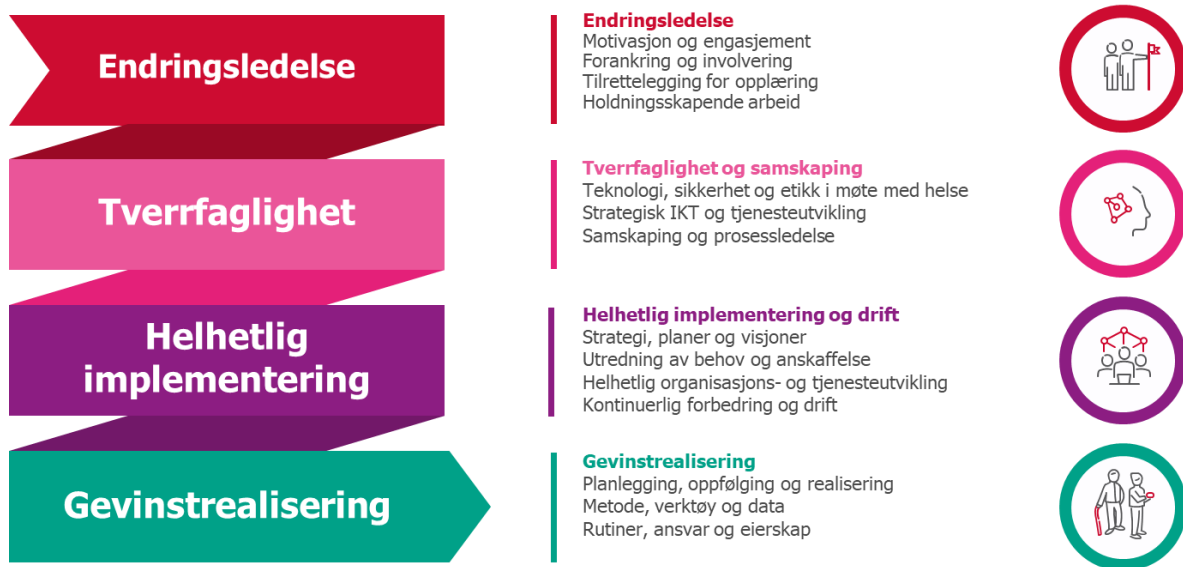 Endringsledelse
Endringsledelse
Motivasjon og engasjement
Forankring og involvering
Tilrettelegging for opplæring
Holdningsskapende arbeid
Tverrfaglighet
Tverrfaglighet og samskaping
Teknologi, sikkerhet og etikk i møte med helse
Strategisk IKT og tjenesteutvikling
Samskaping og prosessledelse
Helhetlig
implementering
Helhetlig implementering og drift
Strategi, planer og visjoner
Utredning av behov og anskaffelse
Helhetlig organisasjons- og tjenesteutvikling
Kontinuerlig forbedring og drift
Gevinstrealisering
Gevinstrealisering
Planlegging, oppfølging og realisering
Metode, verktøy og data
Rutiner, ansvar og eierskap